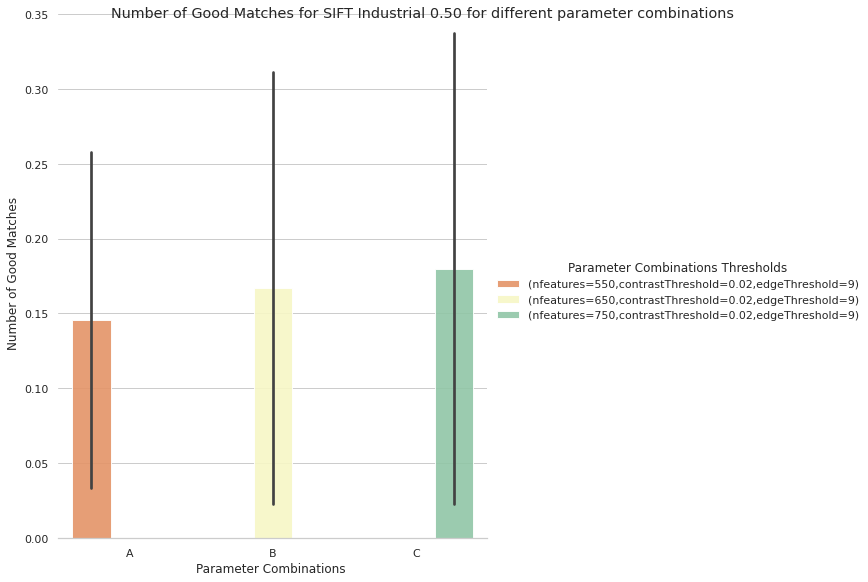 Number of Good Matches for SIFT Industrial 0.50 for different parameter combinations
0.35
0.30
0.25
0.20
0.15
0.10
0.05
0.00
Number of Good Matches
A B C
Parameter Combinations
Parameter Combinations Thresholds
(nfeatures=550,contrastThreshold=0.02,edgeThreshold=9)
(nfeatures=650,contrastThreshold=0.02,edgeThreshold=9)
(nfeatures=750,contrastThreshold=0.02,edgeThreshold=9)